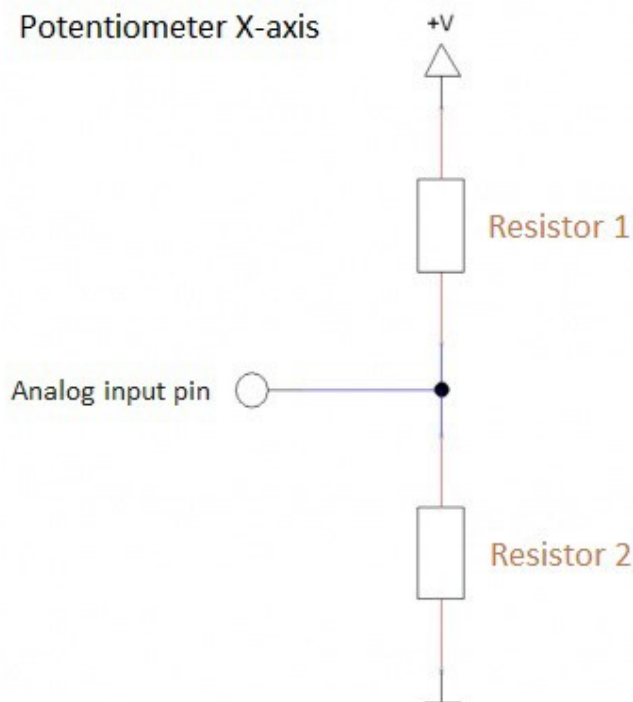 Potentiometer X-axis
+V
Resistor 1
Analog input pin
Resistor 2